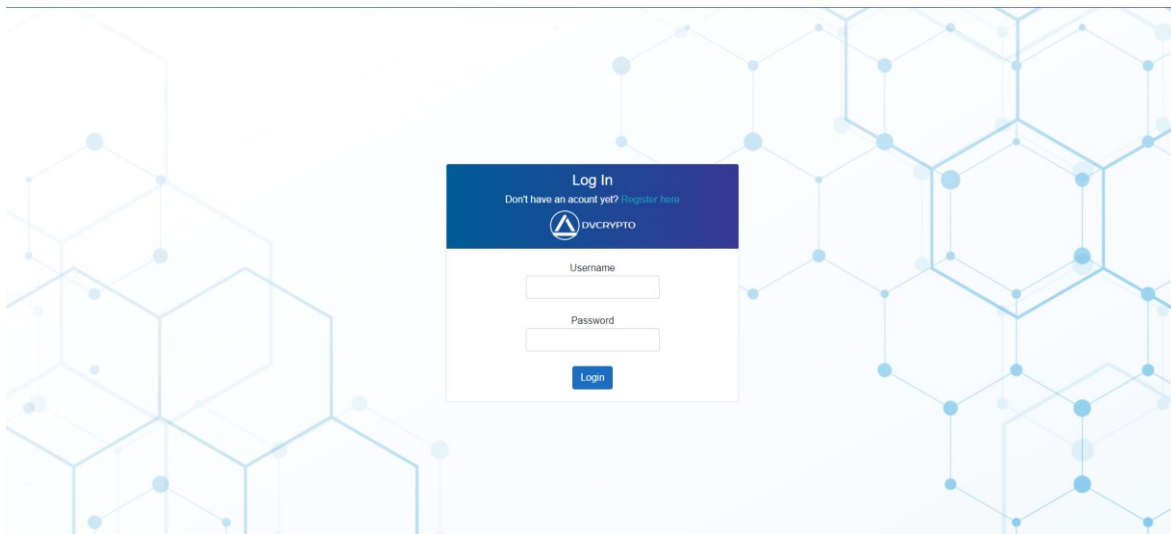 Log In
Don't have an acount yet? Register here
DVCRYPTO
Username
Password
Login